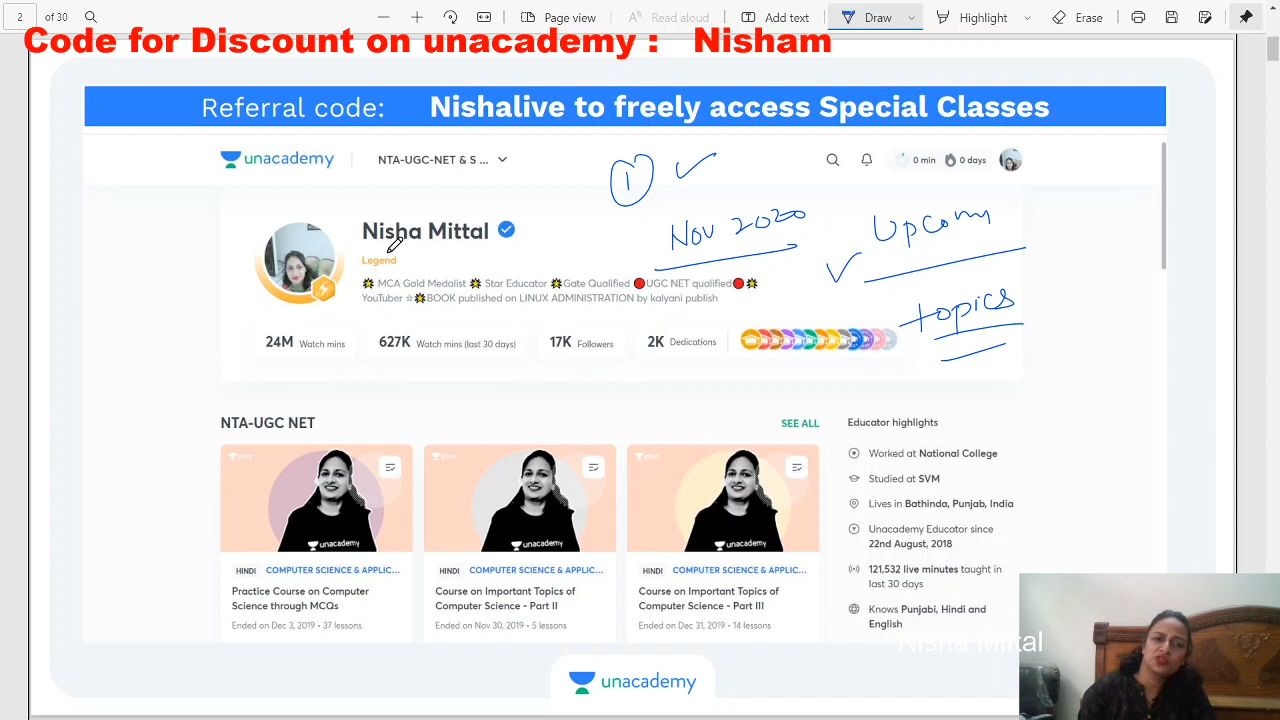 2 of 30 Page view Read aloud Add text Draw Highlight Erase
Code for Discount on unacademy : Nisham
Referral code: Nishalive to freely access Special Classes
unacademy NTA-UGC-NET & S ... 0 min 0 days
1
Nov 2020
Upcom
topics
Nisha Mittal
Legend
MCA Gold Medalist Star Educator Gate Qualified UGC NET qualified
YouTuber ☆ BOOK published on LINUX ADMINISTRATION by kalyani publish
24M Watch mins 627K Watch mins (last 30 days) 17K Followers 2K Dedications
NTA-UGC NET SEE ALL
plus plus plus
unacademy unacademy unacademy
HINDI COMPUTER SCIENCE & APPLIC... HINDI COMPUTER SCIENCE & APPLIC... HINDI COMPUTER SCIENCE & APPLIC...
Practice Course on Computer
Science through MCQs
Ended on Dec 3, 2019 • 37 lessons
Course on Important Topics of
Computer Science - Part II
Ended on Nov 30, 2019 • 5 lessons
Course on Important Topics of
Computer Science - Part III
Ended on Dec 31, 2019 • 14 lessons
Educator highlights
Worked at National College
Studied at SVM
Lives in Bathinda, Punjab, India
Unacademy Educator since
22nd August, 2018
121,532 live minutes taught in
last 30 days
Knows Punjabi, Hindi and
English
Nisha Mittal
unacademy